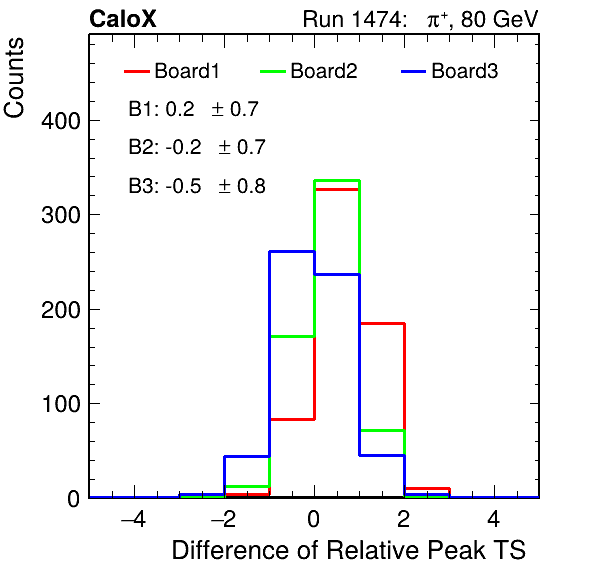 CaloX Run 1474: π⁺, 80 GeV
Counts
Board1 Board2 Board3
B1: 0.2 ± 0.7
B2: -0.2 ± 0.7
B3: -0.5 ± 0.8
400
300
200
100
0
−4 −2 0 2 4
Difference of Relative Peak TS